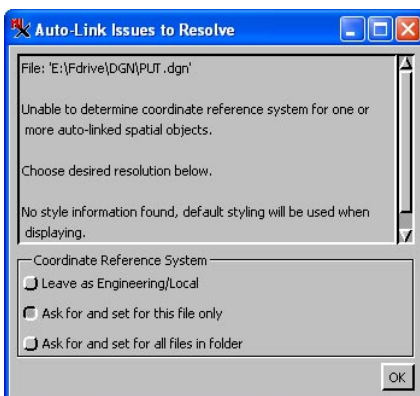 Auto-Link Issues to Resolve
File: 'E:\Fdrive\DGN\PUT.dgn'
Unable to determine coordinate reference system for one or
more auto-linked spatial objects.
Choose desired resolution below.
No style information found, default styling will be used when
displaying.
Coordinate Reference System
Leave as Engineering/Local
Ask for and set for this file only
Ask for and set for all files in folder
OK